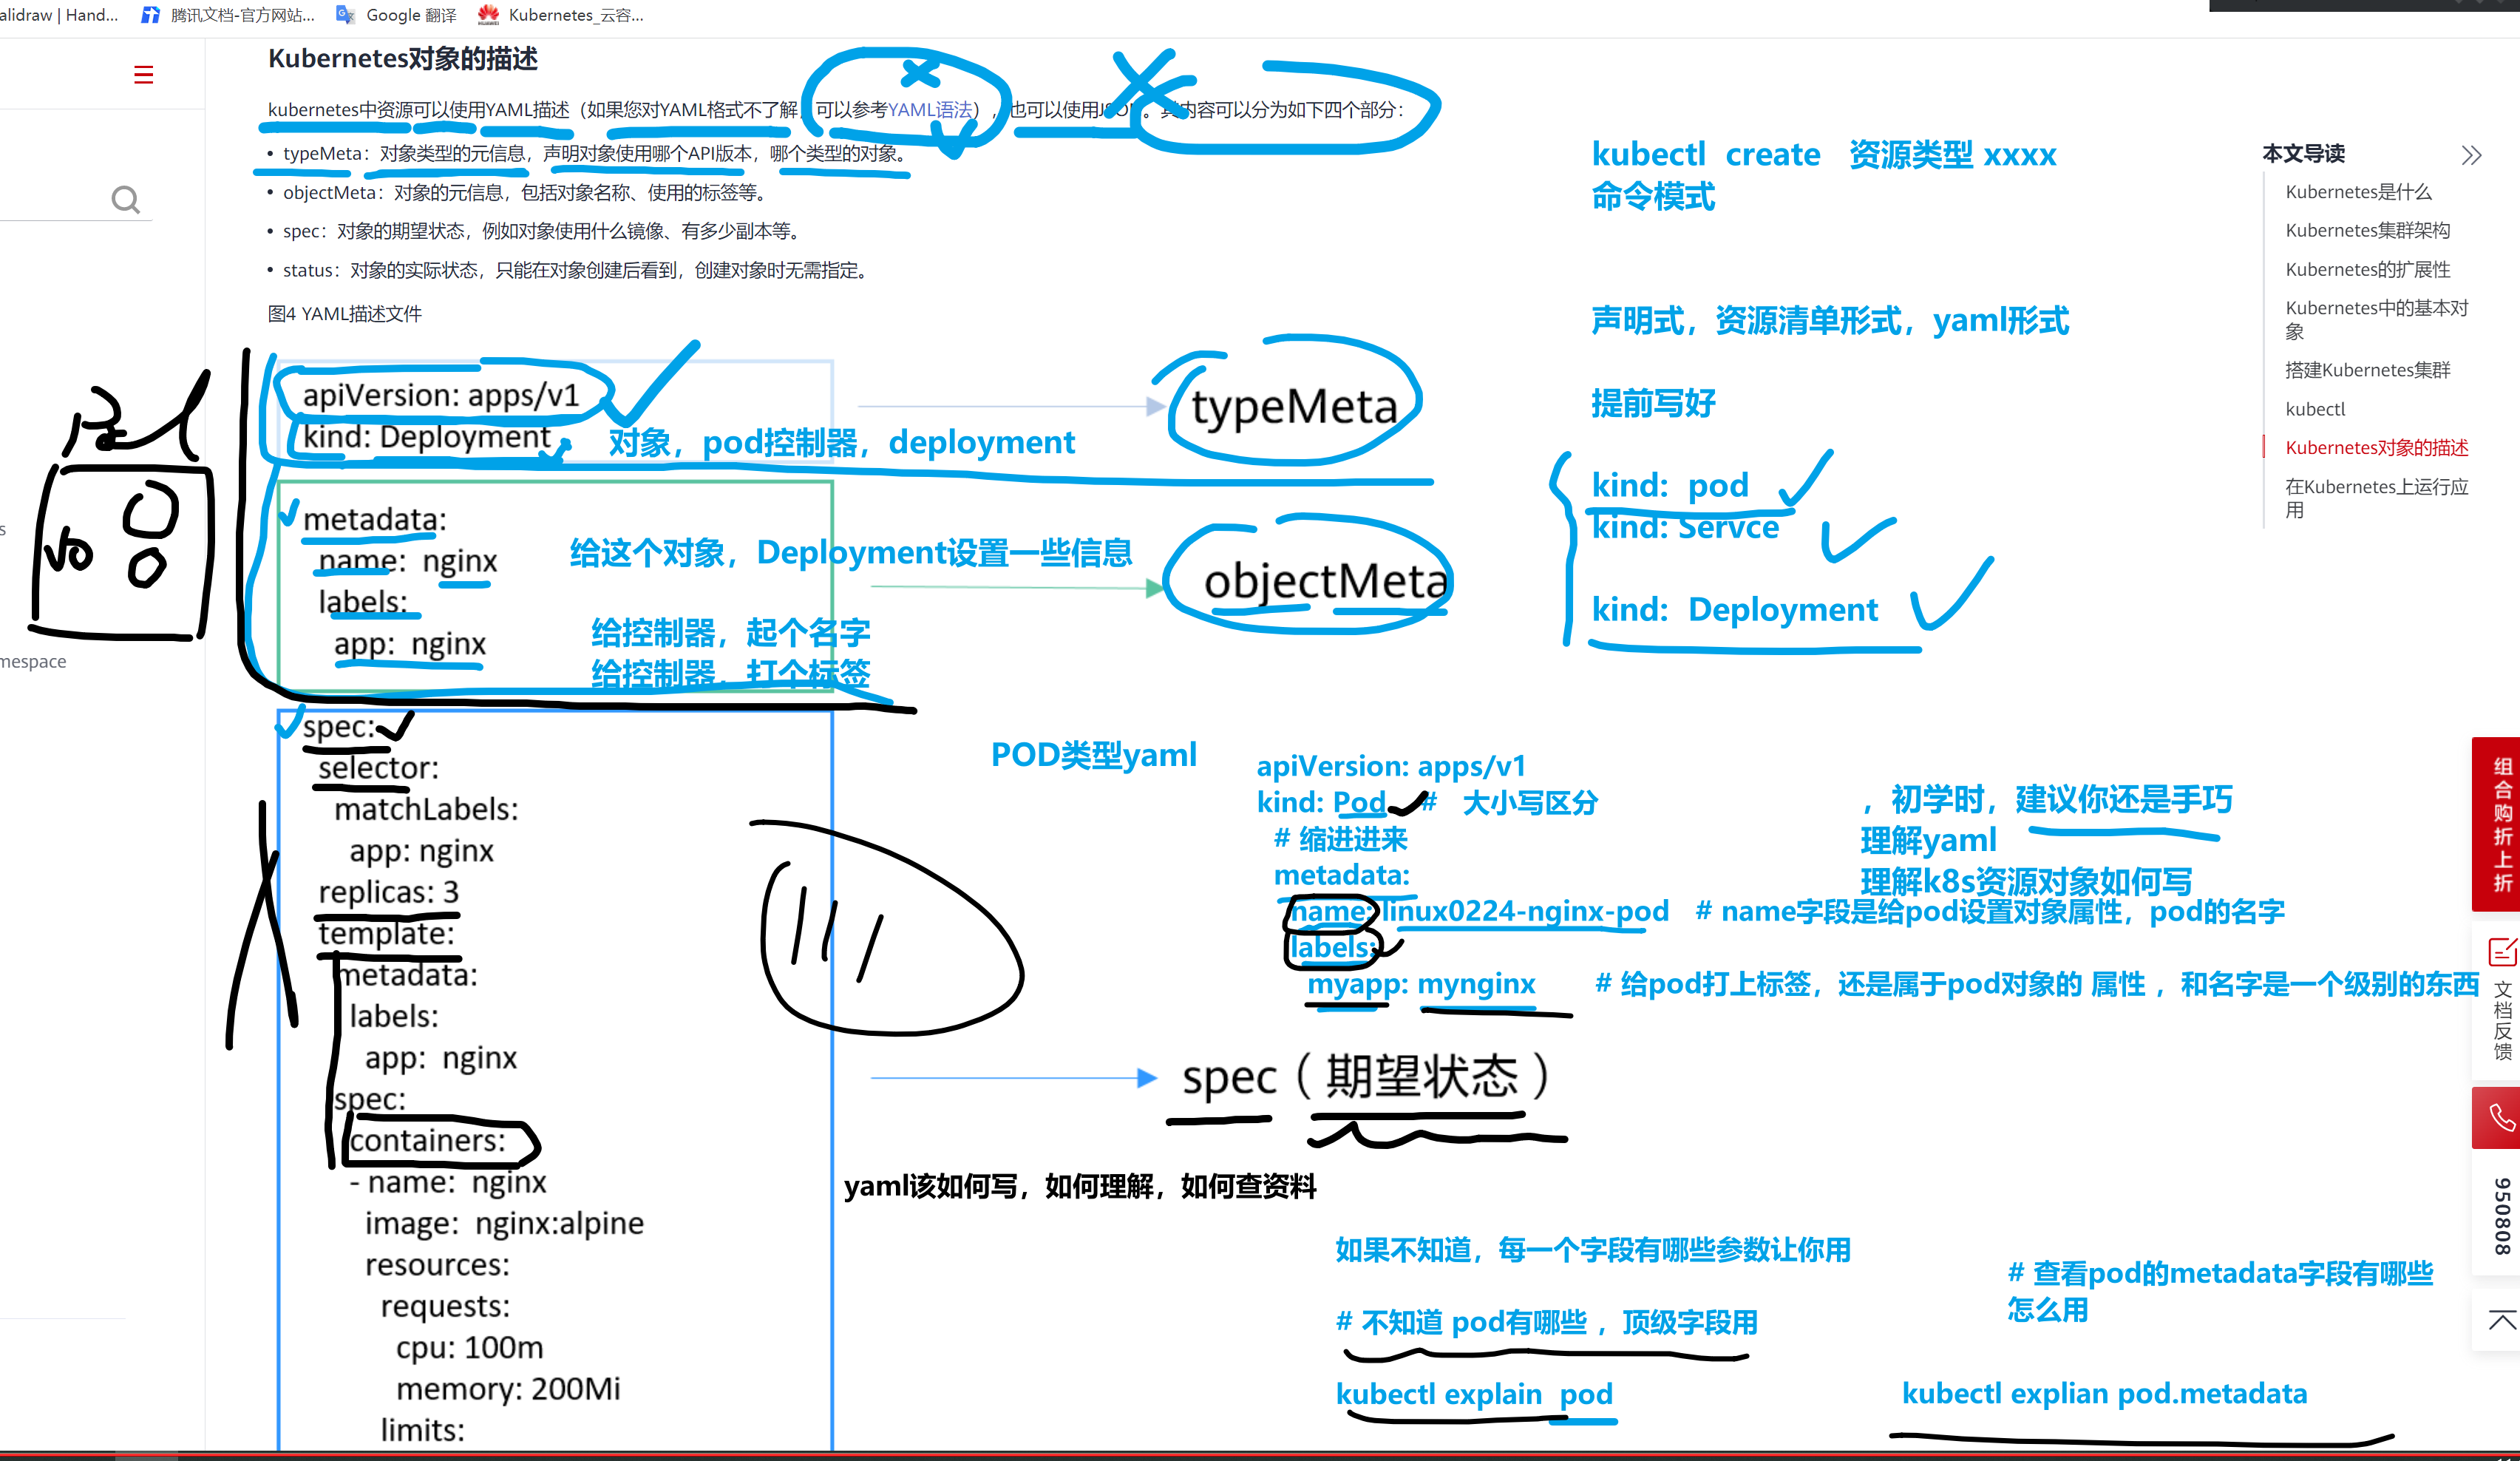 alidraw | Hand...
腾讯文档-官方网站...
Google 翻译
Kubernetes_云容...
Kubernetes对象的描述
kubernetes中资源可以使用YAML描述（如果您对YAML格式不了解，可以参考YAML语法），也可以使用JSON。其内容可以分为如下四个部分：
• typeMeta：对象类型的元信息，声明对象使用哪个API版本，哪个类型的对象。
• objectMeta：对象的元信息，包括对象名称、使用的标签等。
• spec：对象的期望状态，例如对象使用什么镜像、有多少副本等。
• status：对象的实际状态，只能在对象创建后看到，创建对象时无需指定。
图4 YAML描述文件
apiVersion: apps/v1
kind: Deployment
对象，pod控制器，deployment
typeMeta
metadata:
name: nginx
labels:
app: nginx
给这个对象，Deployment设置一些信息
给控制器，起个名字
给控制器，打个标签
objectMeta
spec:
selector:
matchLabels:
app: nginx
replicas: 3
template:
metadata:
labels:
app: nginx
spec:
containers:
- name: nginx
image: nginx:alpine
resources:
requests:
cpu: 100m
memory: 200Mi
limits:
kubectl create 资源类型 xxxx
命令模式
声明式，资源清单形式，yaml形式
提前写好
kind: pod
kind: Servce
kind: Deployment
POD类型yaml
apiVersion: apps/v1
kind: Pod # 大小写区分
# 缩进进来
metadata:
name: linux0224-nginx-pod # name字段是给pod设置对象属性，pod的名字
labels:
myapp: mynginx # 给pod打上标签，还是属于pod对象的 属性 ，和名字是一个级别的东西
，初学时，建议你还是手巧
理解yaml
理解k8s资源对象如何写
spec（期望状态）
yaml该如何写，如何理解，如何查资料
如果不知道，每一个字段有哪些参数让你用
# 不知道 pod有哪些 ，顶级字段用
kubectl explain pod
# 查看pod的metadata字段有哪些
怎么用
kubectl explian pod.metadata
本文导读
Kubernetes是什么
Kubernetes集群架构
Kubernetes的扩展性
Kubernetes中的基本对
象
搭建Kubernetes集群
kubectl
Kubernetes对象的描述
在Kubernetes上运行应
用
组合购折上折
文档反馈
950808
s
mespace